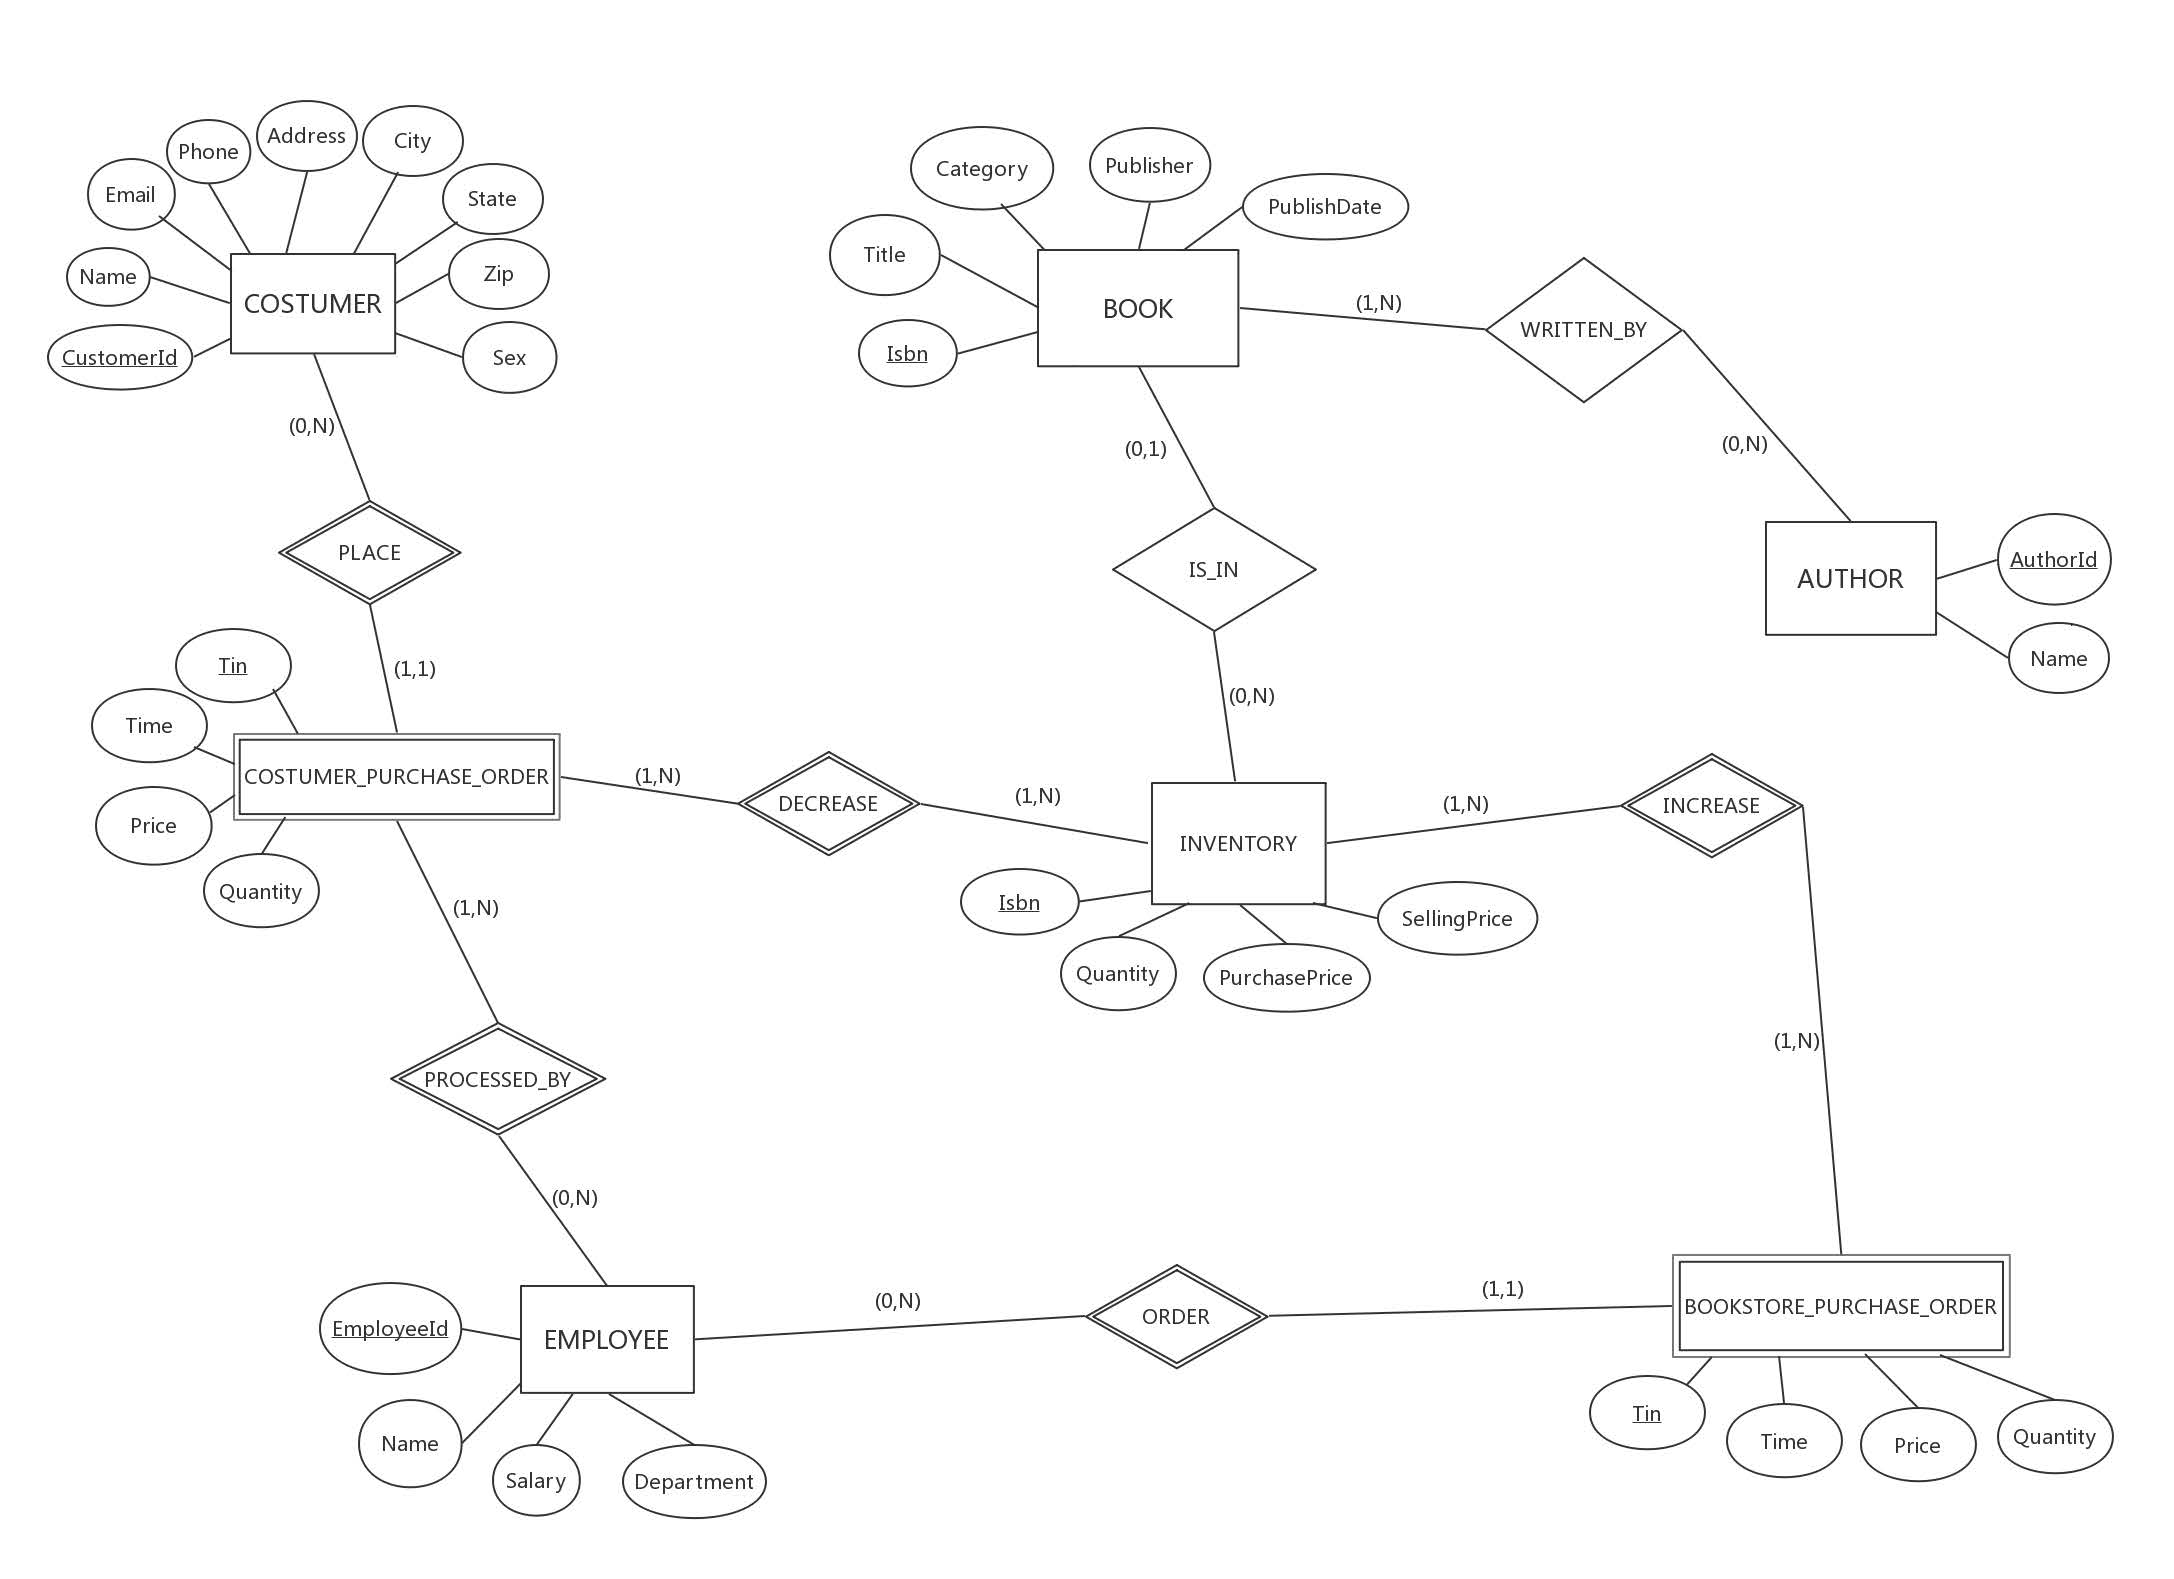 Address
City
Phone
Email
State
Name
Zip
COSTUMER
CustomerId
Sex
(0,N)
PLACE
(1,1)
Category
Publisher
PublishDate
Title
BOOK
Isbn
(1,N)
WRITTEN_BY
(0,N)
(0,1)
IS_IN
(0,N)
AUTHOR
AuthorId
Name
Tin
Time
COSTUMER_PURCHASE_ORDER
Price
Quantity
(1,N)
DECREASE
(1,N)
INVENTORY
(1,N)
INCREASE
Isbn
Quantity
PurchasePrice
SellingPrice
(1,N)
PROCESSED_BY
(0,N)
(1,N)
EmployeeId
EMPLOYEE
Name
Salary
Department
(0,N)
ORDER
(1,1)
BOOKSTORE_PURCHASE_ORDER
Tin
Time
Price
Quantity